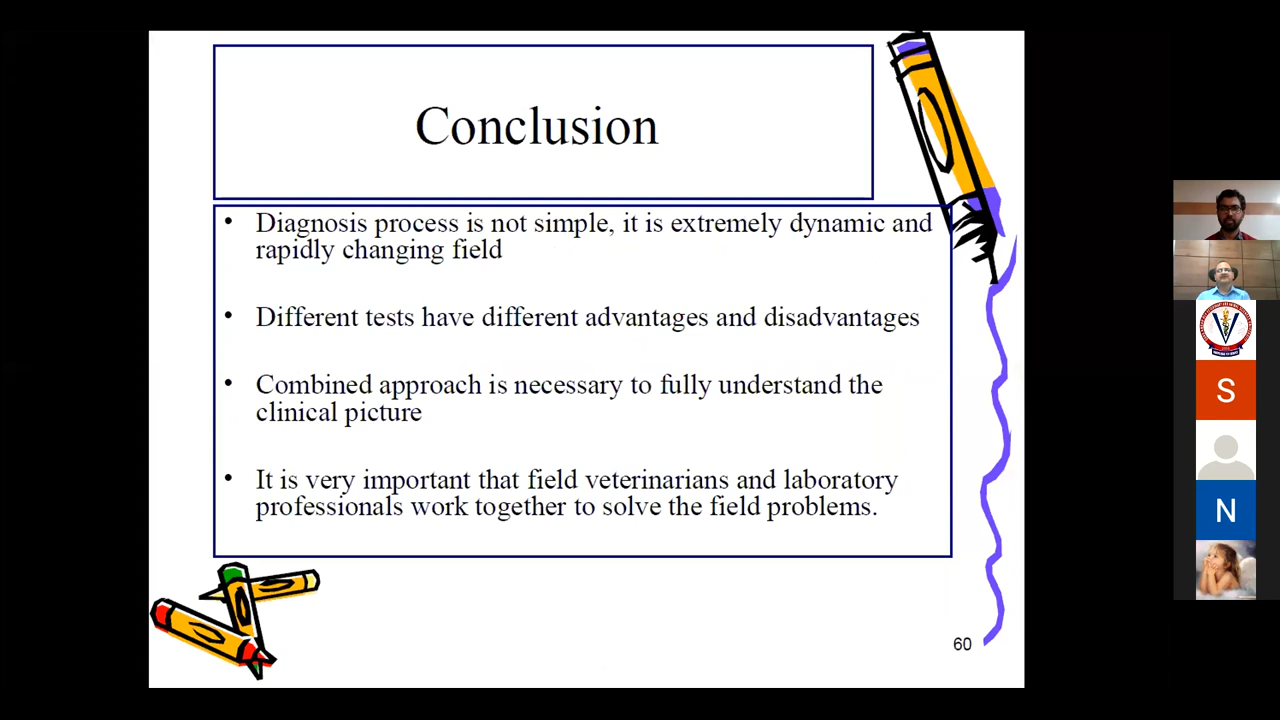 Conclusion
• Diagnosis process is not simple, it is extremely dynamic and
rapidly changing field
• Different tests have different advantages and disadvantages
• Combined approach is necessary to fully understand the
clinical picture
• It is very important that field veterinarians and laboratory
professionals work together to solve the field problems.
60
V
S
N